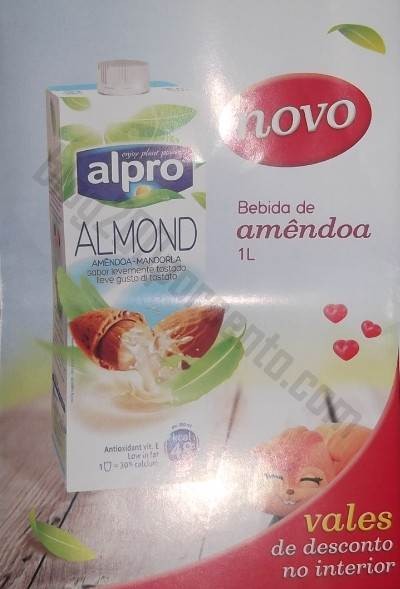 novo
enjoy plant power
alpro
ALMOND
AMÊNDOA-MANDORLA
sabor levemente tostado
lieve gusto di tostato
Bebida de
amêndoa
1L
Antioxidant vit. E
Low in fat
= 30% calcium
kcal
vales
de desconto
no interior